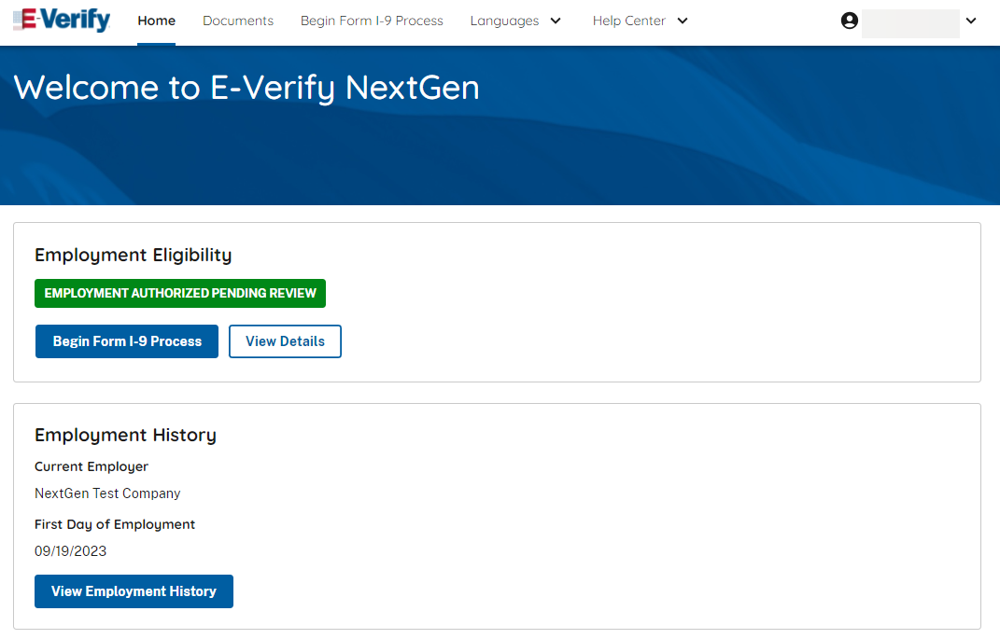 E-Verify
Home Documents Begin Form I-9 Process Languages Help Center
Welcome to E-Verify NextGen
Employment Eligibility
EMPLOYMENT AUTHORIZED PENDING REVIEW
Begin Form I-9 Process View Details
Employment History
Current Employer
NextGen Test Company
First Day of Employment
09/19/2023
View Employment History